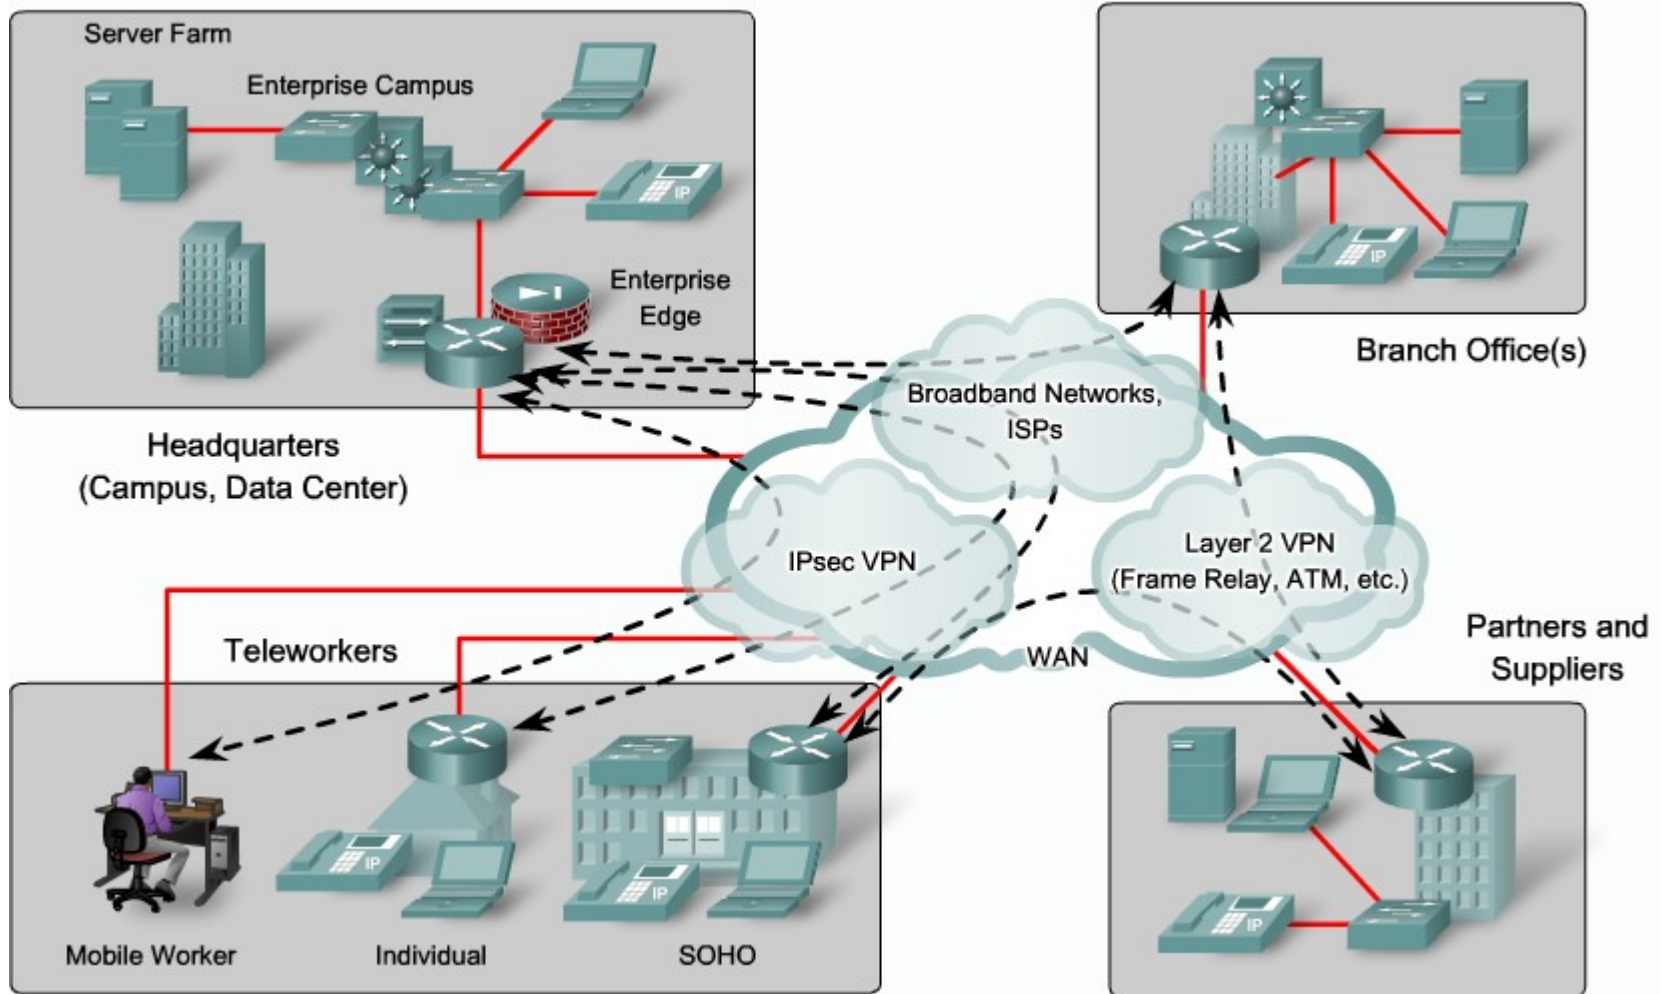 Server Farm
Enterprise Campus
IP
Enterprise
Edge
Headquarters
(Campus, Data Center)
IP
Branch Office(s)
Broadband Networks,
ISPs
IPsec VPN
Layer 2 VPN
(Frame Relay, ATM, etc.)
WAN
Teleworkers
IP
IP
Mobile Worker
Individual
SOHO
Partners and
Suppliers
IP